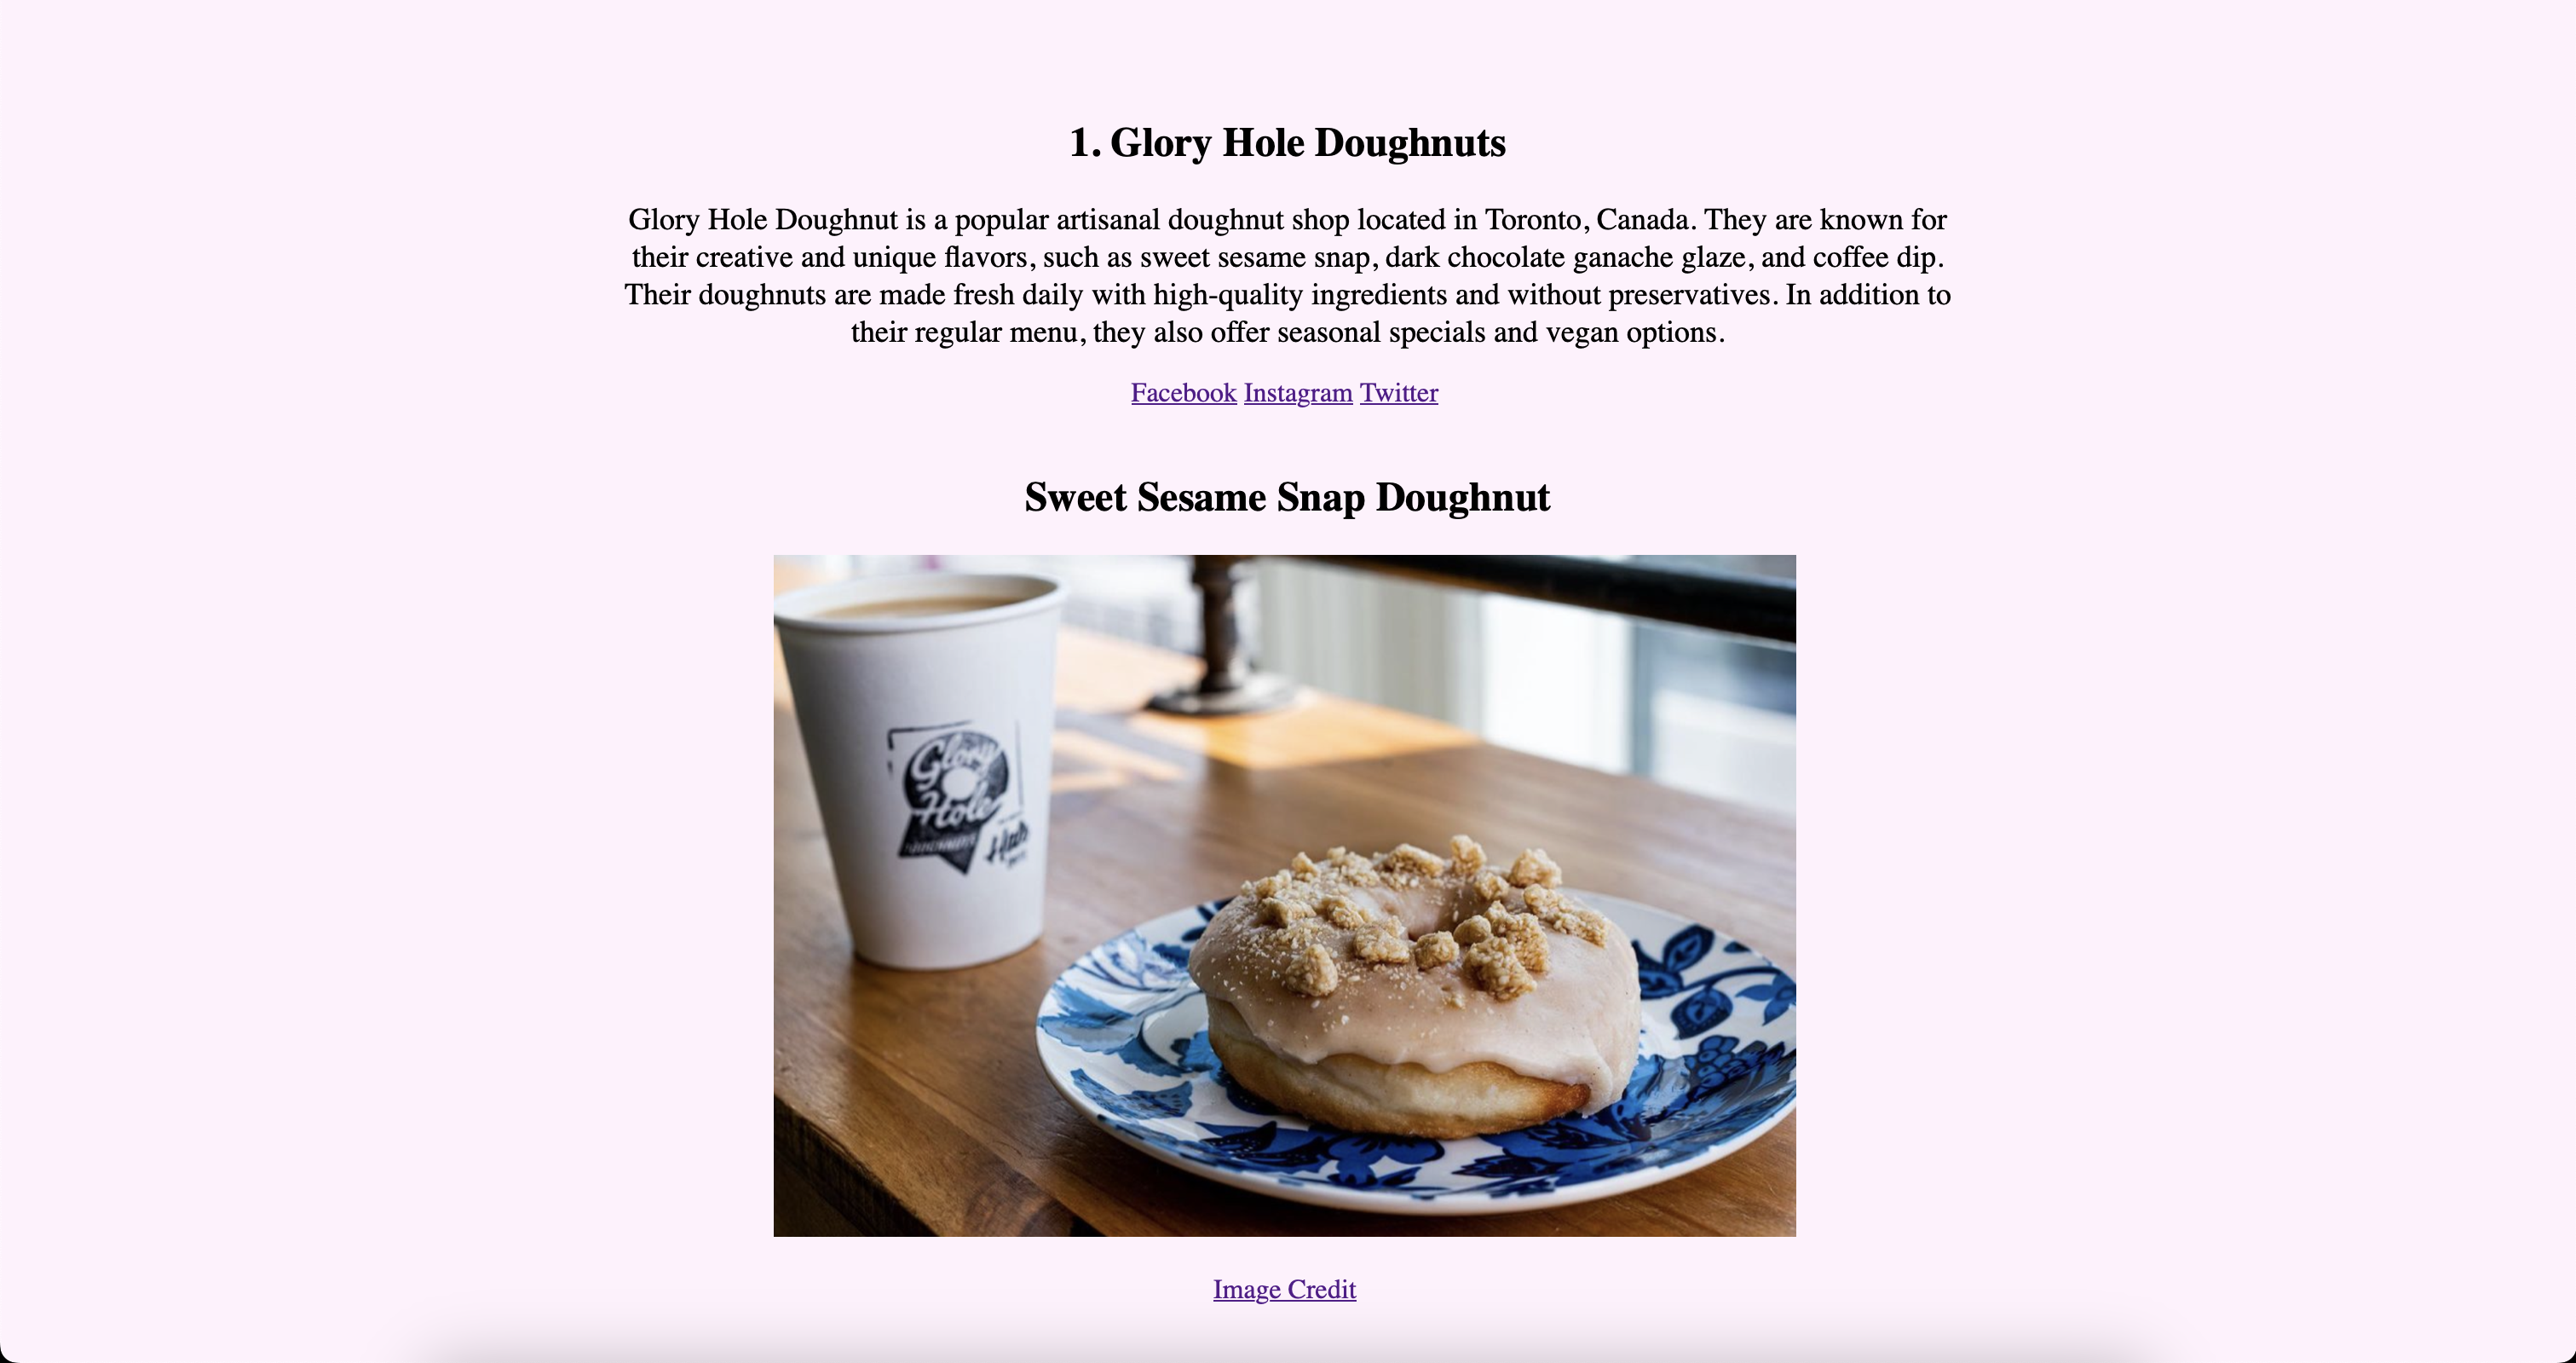 1. Glory Hole Doughnuts
Glory Hole Doughnut is a popular artisanal doughnut shop located in Toronto, Canada. They are known for
their creative and unique flavors, such as sweet sesame snap, dark chocolate ganache glaze, and coffee dip.
Their doughnuts are made fresh daily with high-quality ingredients and without preservatives. In addition to
their regular menu, they also offer seasonal specials and vegan options.
Facebook Instagram Twitter
Sweet Sesame Snap Doughnut
Glory
Hole
Image Credit